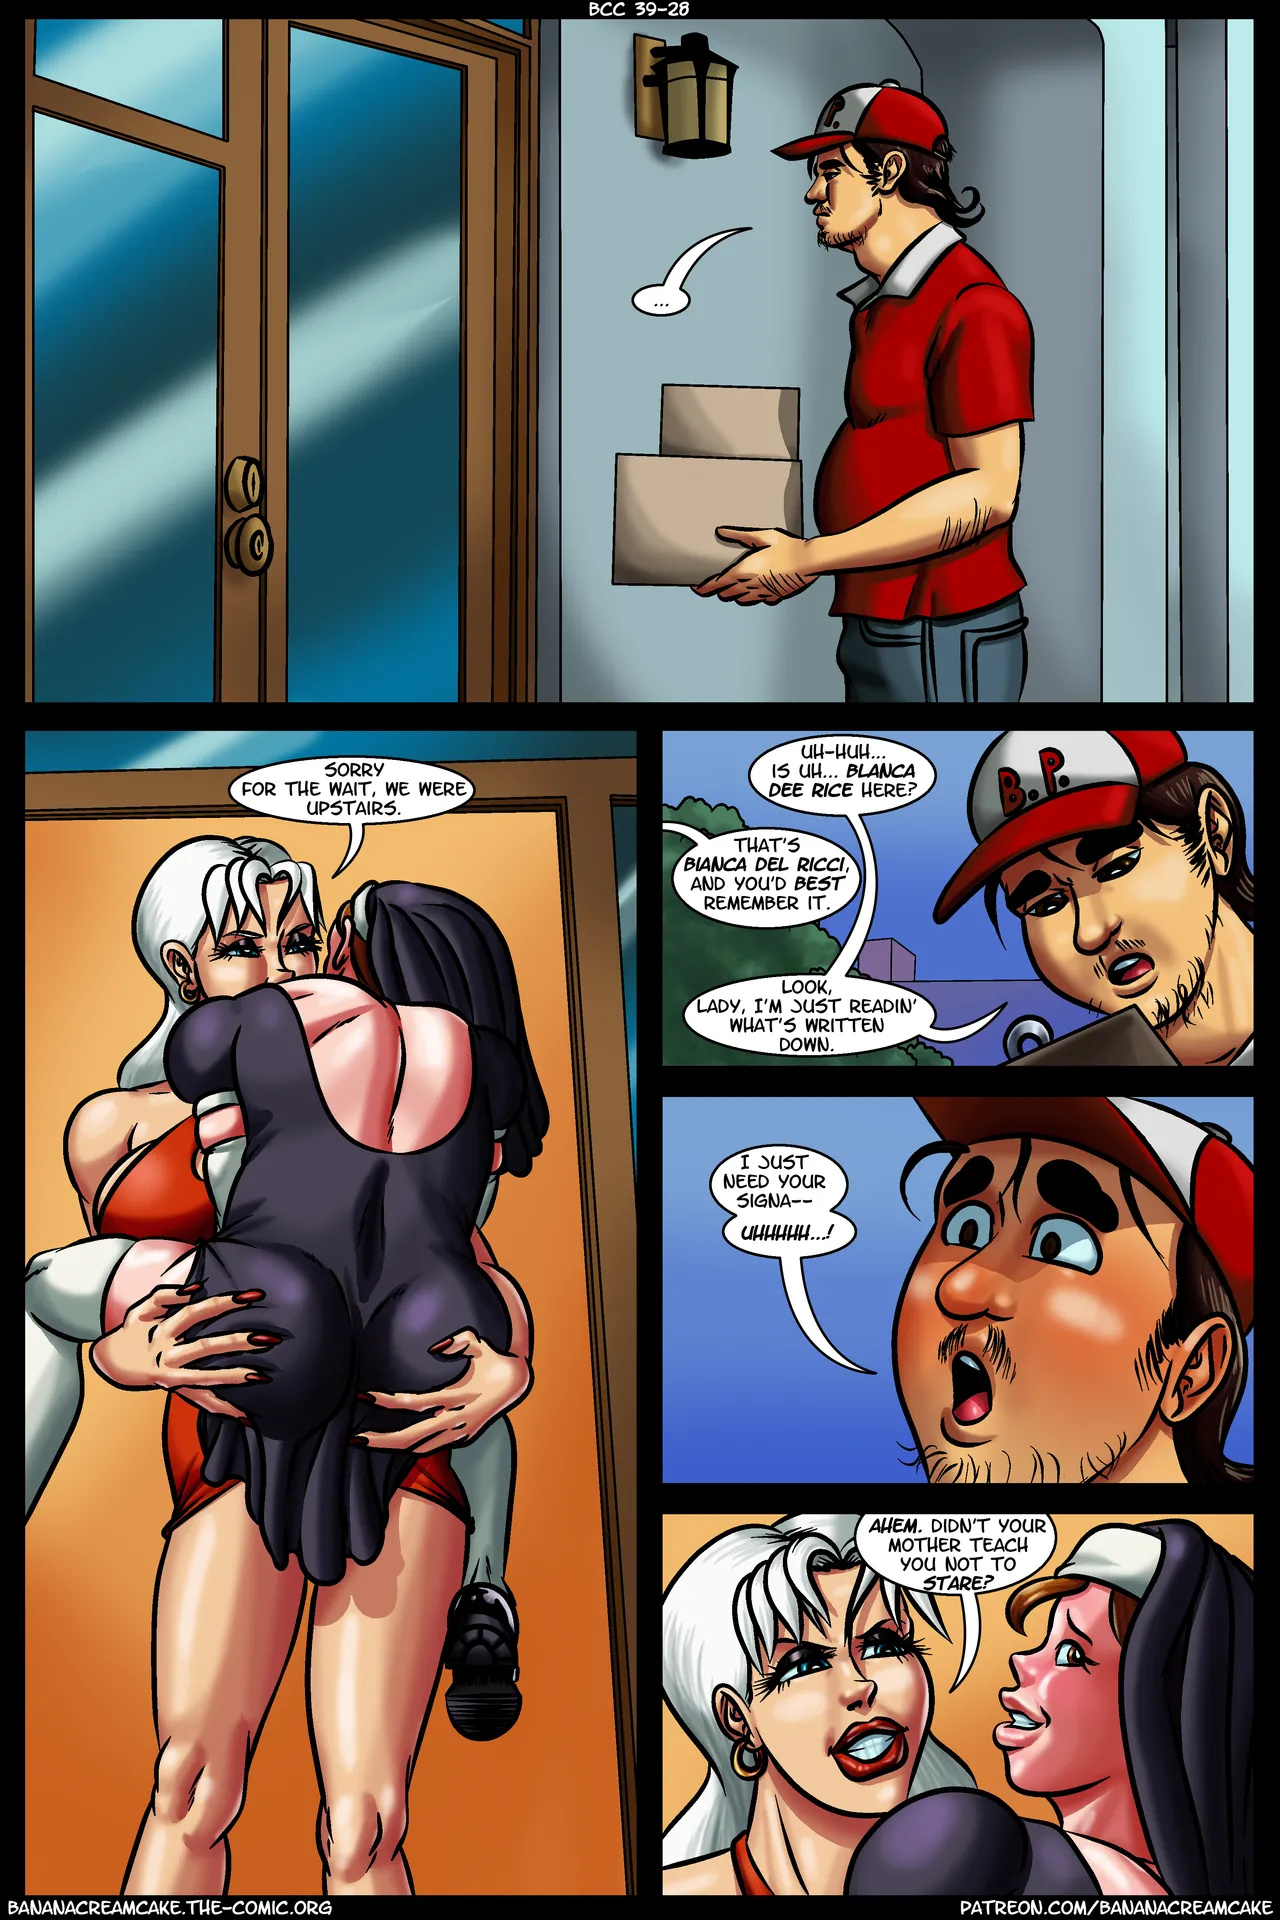 BCC 39-28
P.
...
SORRY
FOR THE WAIT, WE WERE
UPSTAIRS.
UH-HUH...
IS UH... BLANCA
DEE RICE HERE?
B.P.
THAT'S
BIANCA DEL RICCI,
AND YOU'D BEST
REMEMBER IT.
LOOK,
LADY, I'M JUST READIN'
WHAT'S WRITTEN
DOWN.
I JUST
NEED YOUR
SIGNA--
UHHHHH...!
AHEM. DIDN'T YOUR
MOTHER TEACH
YOU NOT TO
STARE?
BANANACREAMCAKE.THE-COMIC.ORG
PATREON.COM/BANANACREAMCAKE